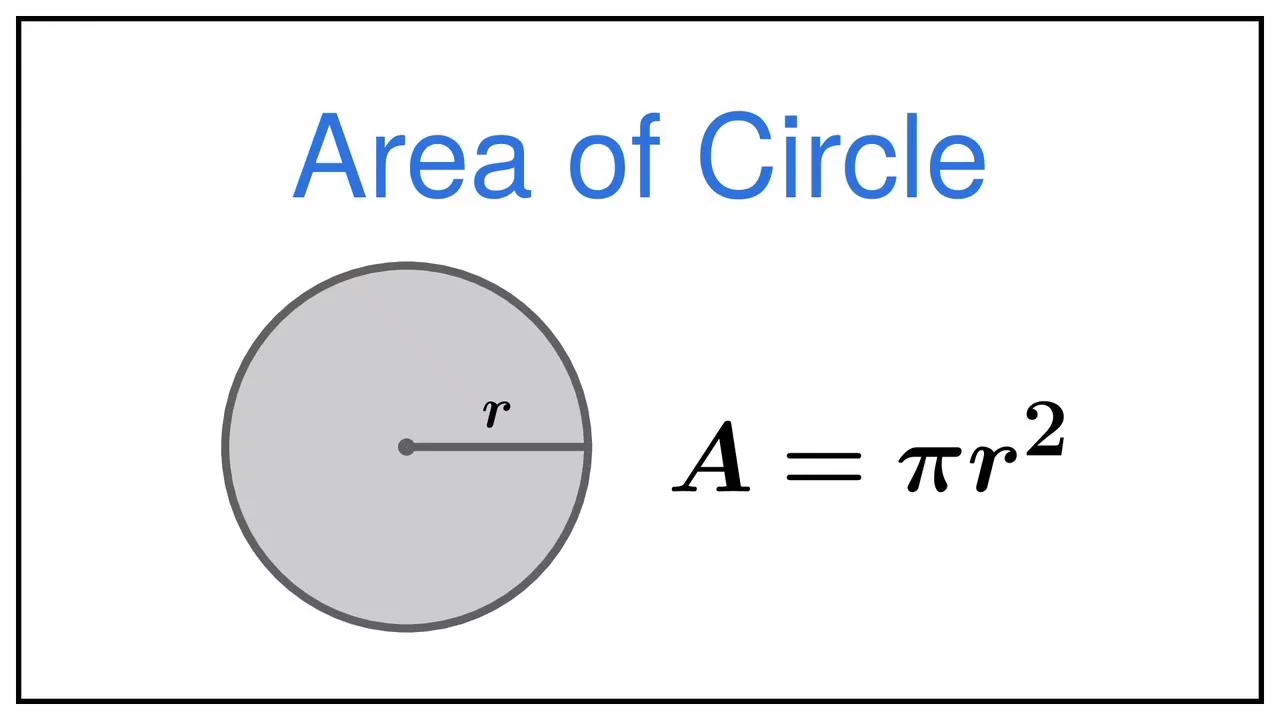 Area of Circle
r
A = πr²